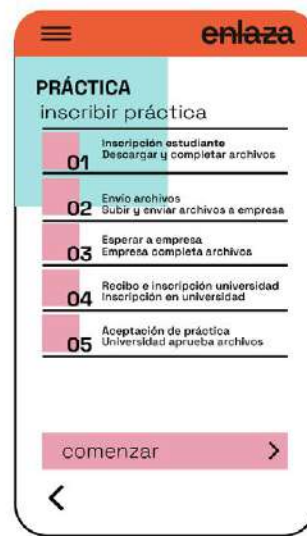 enlaza
PRÁCTICA
inscribir práctica
01 Inscripción estudiante
Descargar y completar archivos
02 Envío archivos
Subir y enviar archivos a empresa
03 Esperar a empresa
Empresa completa archivos
04 Recibo e inscripción universidad
Inscripción en universidad
05 Aceptación de práctica
Universidad aprueba archivos
comenzar